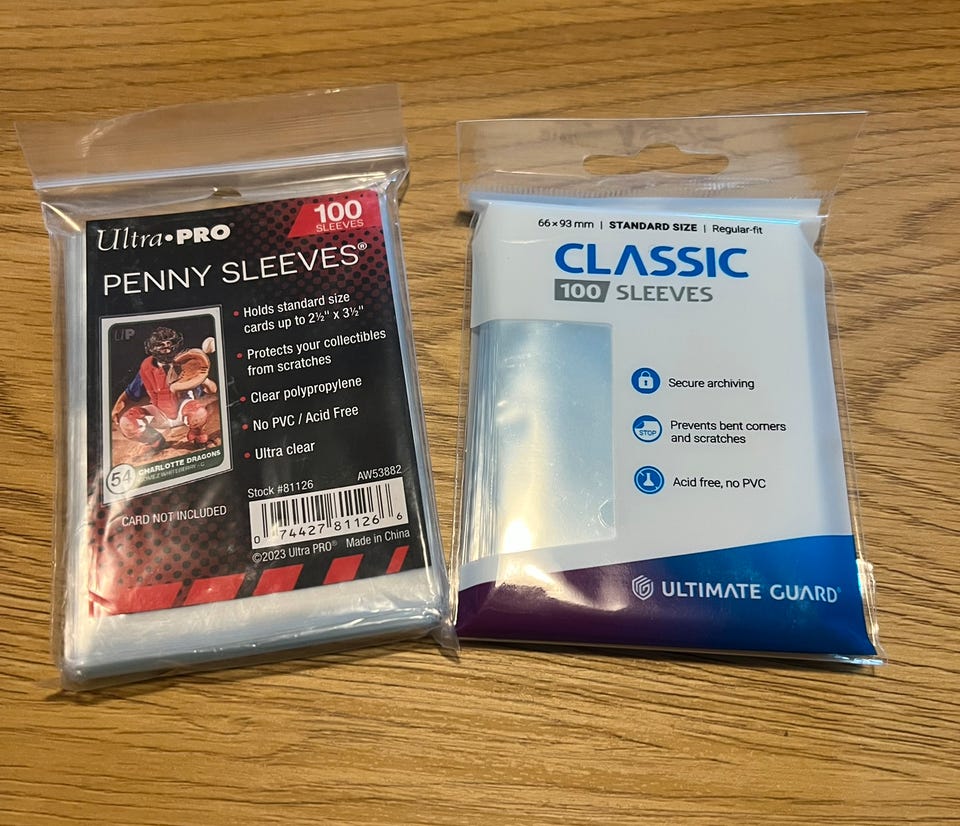 Ultra•PRO
100
SLEEVES
PENNY SLEEVES®
• Holds standard size
cards up to 2½" x 3½"
• Protects your collectibles
from scratches
• Clear polypropylene
• No PVC / Acid Free
• Ultra clear
UP
54
CHARLOTTE DRAGONS
CARD NOT INCLUDED
Stock #81126
AW53882
0 74427 81126 6
©2023 Ultra PRO® Made in China
66 × 93 mm | STANDARD SIZE | Regular-fit
CLASSIC
100 SLEEVES
Secure archiving
STOP
Prevents bent corners
and scratches
Acid free, no PVC
ULTIMATE GUARD®